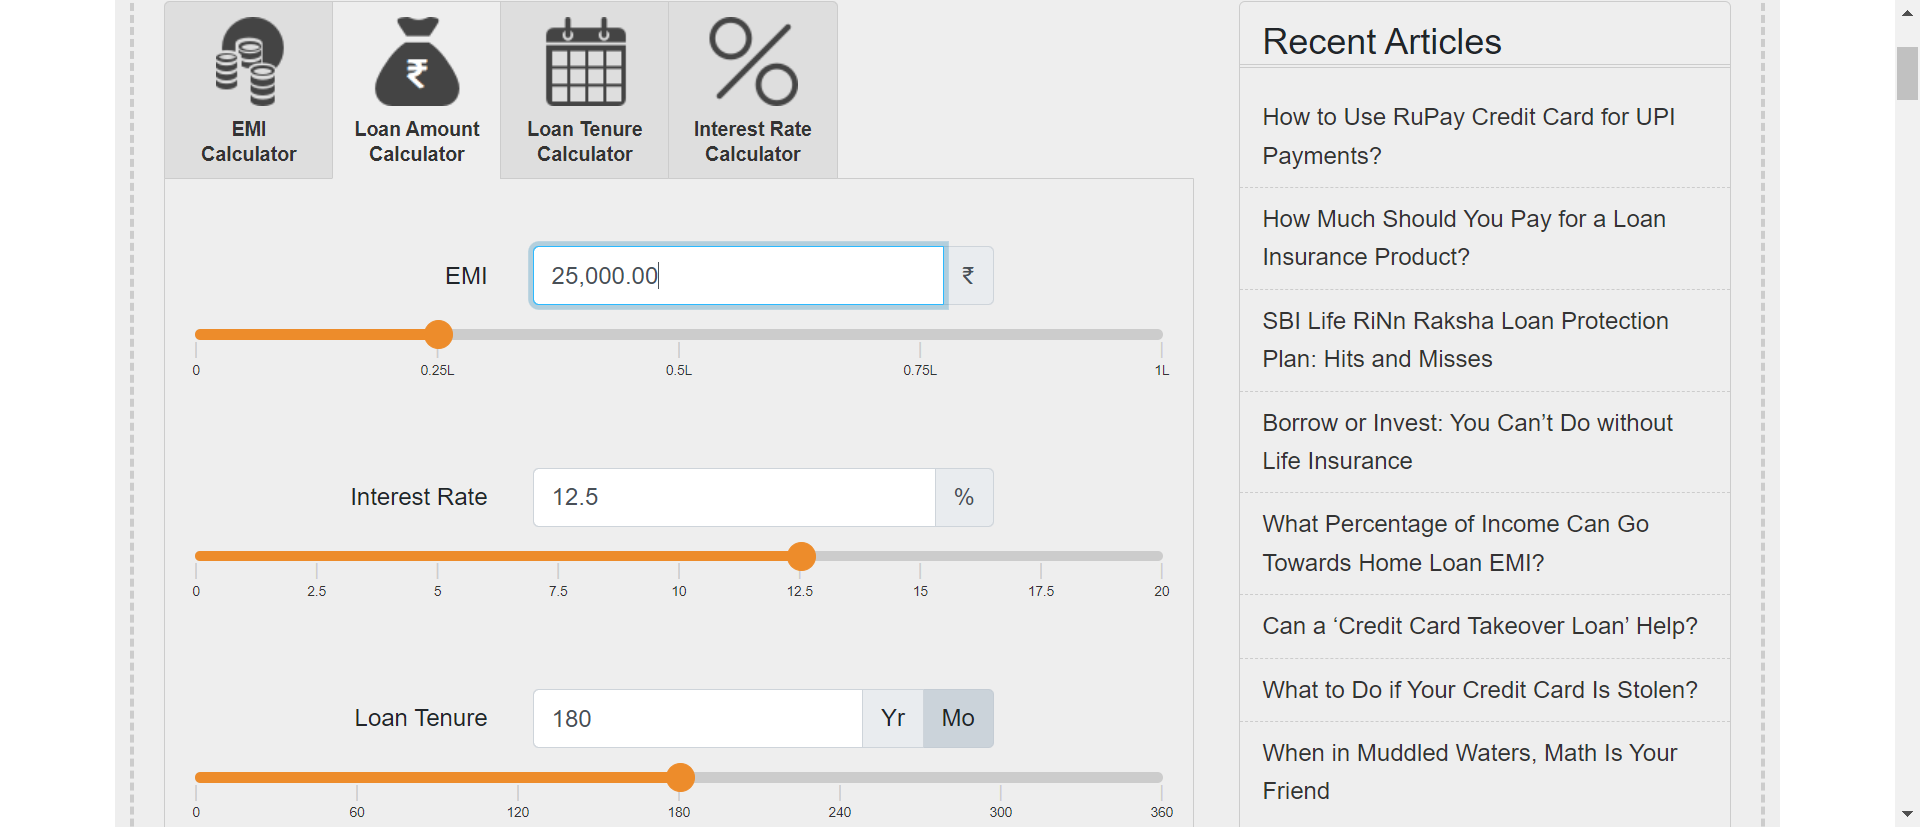 EMI
Calculator
Loan Amount
Calculator
Loan Tenure
Calculator
Interest Rate
Calculator
EMI
25,000.00
₹
0
0.25L
0.5L
0.75L
1L
Interest Rate
12.5
%
0
2.5
5
7.5
10
12.5
15
17.5
20
Loan Tenure
180
Yr
Mo
0
60
120
180
240
300
360
Recent Articles
How to Use RuPay Credit Card for UPI
Payments?
How Much Should You Pay for a Loan
Insurance Product?
SBI Life RiNn Raksha Loan Protection
Plan: Hits and Misses
Borrow or Invest: You Can’t Do without
Life Insurance
What Percentage of Income Can Go
Towards Home Loan EMI?
Can a ‘Credit Card Takeover Loan’ Help?
What to Do if Your Credit Card Is Stolen?
When in Muddled Waters, Math Is Your
Friend